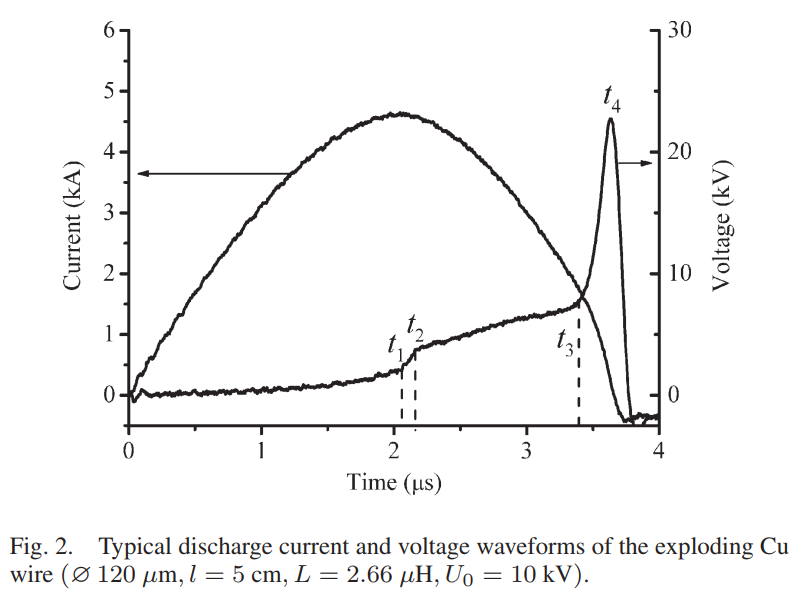 6
5
4
3
2
1
0
Current (kA)
30
20
10
0
Voltage (kV)
t4
t1
t2
t3
0
1
2
3
4
Time (μs)
Fig. 2. Typical discharge current and voltage waveforms of the exploding Cu
wire (∅ 120 μm, l = 5 cm, L = 2.66 μH, U0 = 10 kV).